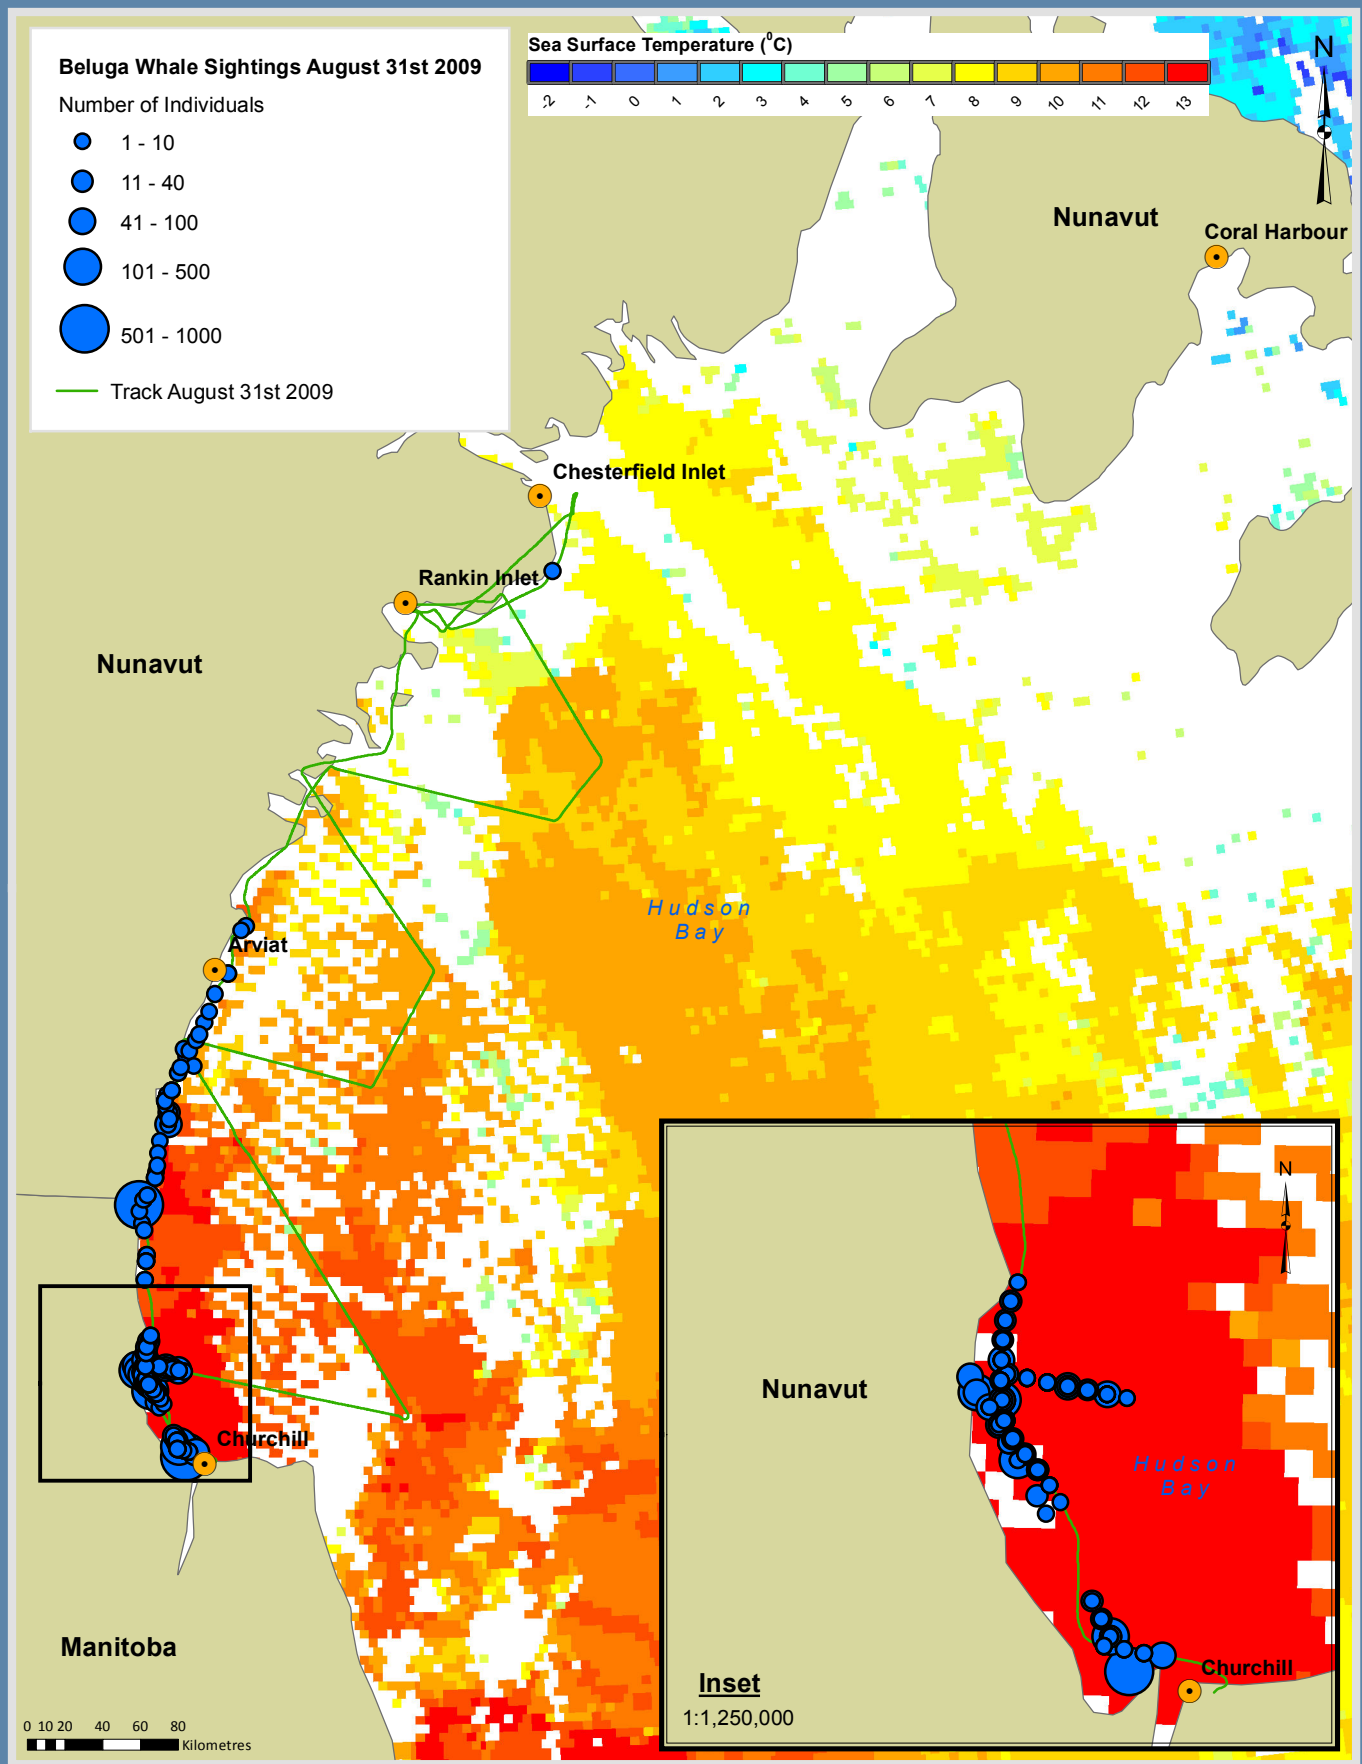 Beluga Whale Sightings August 31st 2009
Number of Individuals
1 - 10
11 - 40
41 - 100
101 - 500
501 - 1000
Track August 31st 2009
Sea Surface Temperature (⁰C)
-2 -1 0 1 2 3 4 5 6 7 8 9 10 11 12 13
N
Nunavut
Coral Harbour
Chesterfield Inlet
Rankin Inlet
Nunavut
Hudson
Bay
Arviat
Churchill
Manitoba
0 10 20 40 60 80
Kilometres
N
Nunavut
Hudson
Bay
Churchill
Inset
1:1,250,000